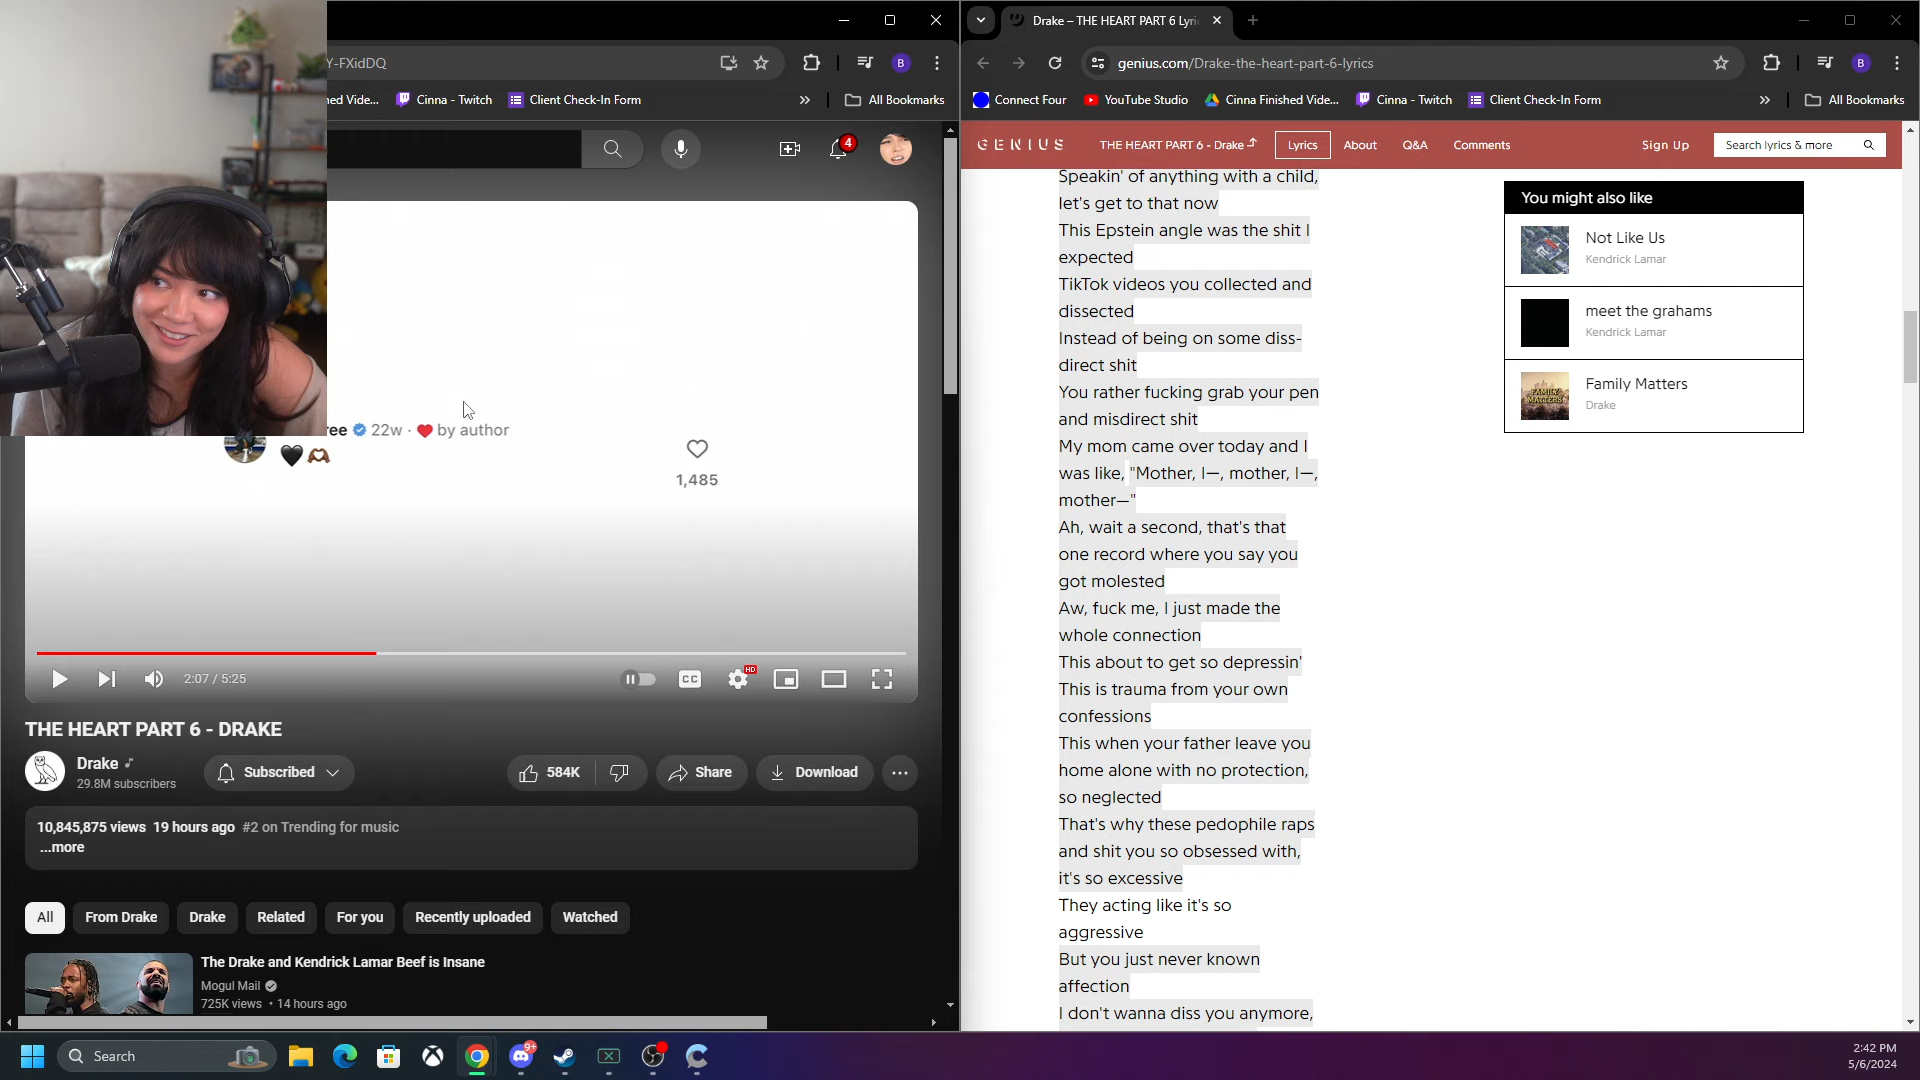 Y-FXidDQ
B
ned Vide...
Cinna - Twitch
Client Check-In Form
»
All Bookmarks
4
ree 22w · ❤ by author
🖤
1,485
2:07 / 5:25
CC
HD
THE HEART PART 6 - DRAKE
Drake
29.8M subscribers
Subscribed
584K
Share
Download
10,845,875 views 19 hours ago #2 on Trending for music
...more
All
From Drake
Drake
Related
For you
Recently uploaded
Watched
The Drake and Kendrick Lamar Beef is Insane
Mogul Mail
725K views • 14 hours ago
Drake – THE HEART PART 6 Lyri
genius.com/Drake-the-heart-part-6-lyrics
B
Connect Four
YouTube Studio
Cinna Finished Vide...
Cinna - Twitch
Client Check-In Form
»
All Bookmarks
GENIUS
THE HEART PART 6 - Drake
Lyrics
About
Q&A
Comments
Sign Up
Search lyrics & more
Speakin' of anything with a child,
let's get to that now
This Epstein angle was the shit I
expected
TikTok videos you collected and
dissected
Instead of being on some diss-
direct shit
You rather fucking grab your pen
and misdirect shit
My mom came over today and I
was like, "Mother, I—, mother, I—,
mother—"
Ah, wait a second, that's that
one record where you say you
got molested
Aw, fuck me, I just made the
whole connection
This about to get so depressin'
This is trauma from your own
confessions
This when your father leave you
home alone with no protection,
so neglected
That's why these pedophile raps
and shit you so obsessed with,
it's so excessive
They acting like it's so
aggressive
But you just never known
affection
I don't wanna diss you anymore,
You might also like
Not Like Us
Kendrick Lamar
meet the grahams
Kendrick Lamar
FAMILY
MATTERS
Family Matters
Drake
Search
9+
2:42 PM
5/6/2024